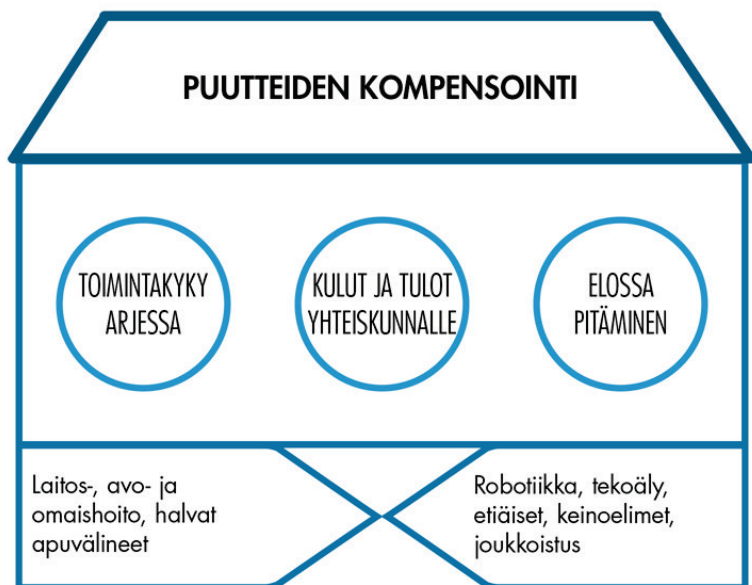 PUUTTEIDEN KOMPENSOINTI
TOIMINTAKYKY
ARJESSA
KULUT JA TULOT
YHTEISKUNNALLE
ELOSSA
PITÄMINEN
Laitos-, avo- ja
omaishoito, halvat
apuvälineet
Robotiikka, tekoäly,
etiäiset, keinoelimet,
joukkoistus